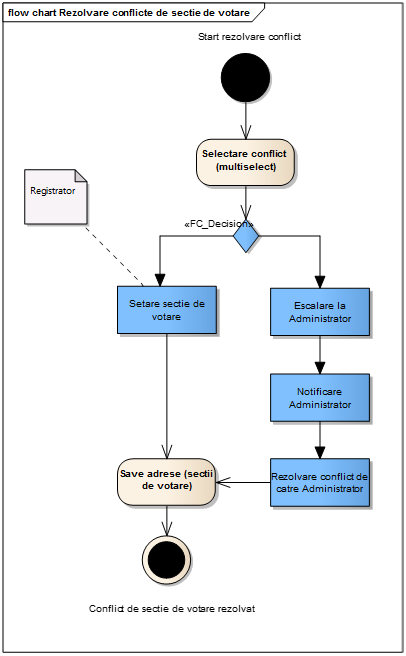 flow chart Rezolvare conflicte de sectie de votare
Start rezolvare conflict
Selectare conflict
(multiselect)
Registrator
«FC_Decision»
Setare sectie de
votare
Escalare la
Administrator
Notificare
Administrator
Save adrese (sectii
de votare)
Rezolvare conflict de
catre Administrator
Conflict de sectie de votare rezolvat